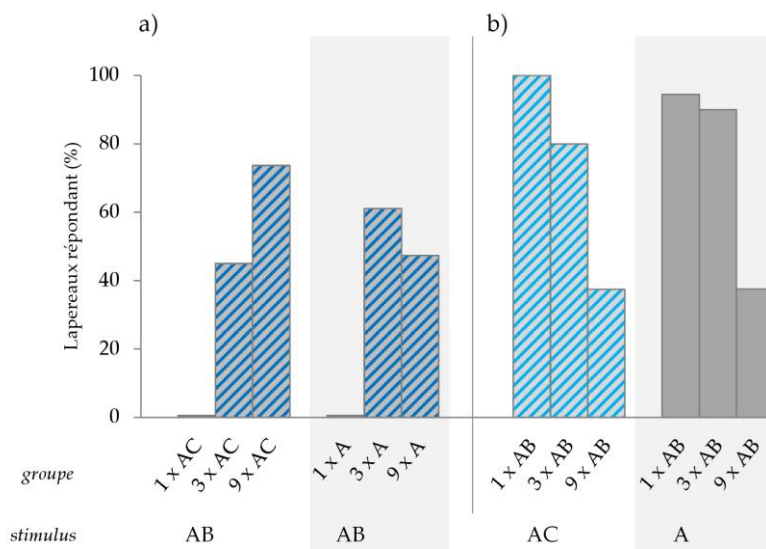 a)
b)
Lapereaux répondant (%)
100
80
60
40
20
0
groupe
1 x AC
3 x AC
9 x AC
1 x A
3 x A
9 x A
1 x AB
3 x AB
9 x AB
1 x AB
3 x AB
9 x AB
stimulus AB AB AC A